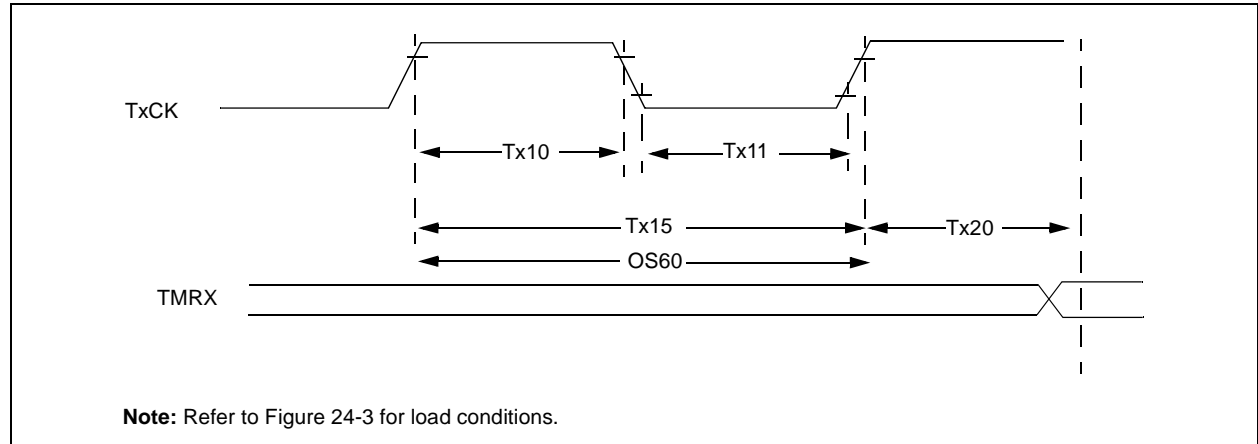 TxCK
Tx10
Tx11
Tx15
Tx20
OS60
TMRX
Note: Refer to Figure 24-3 for load conditions.